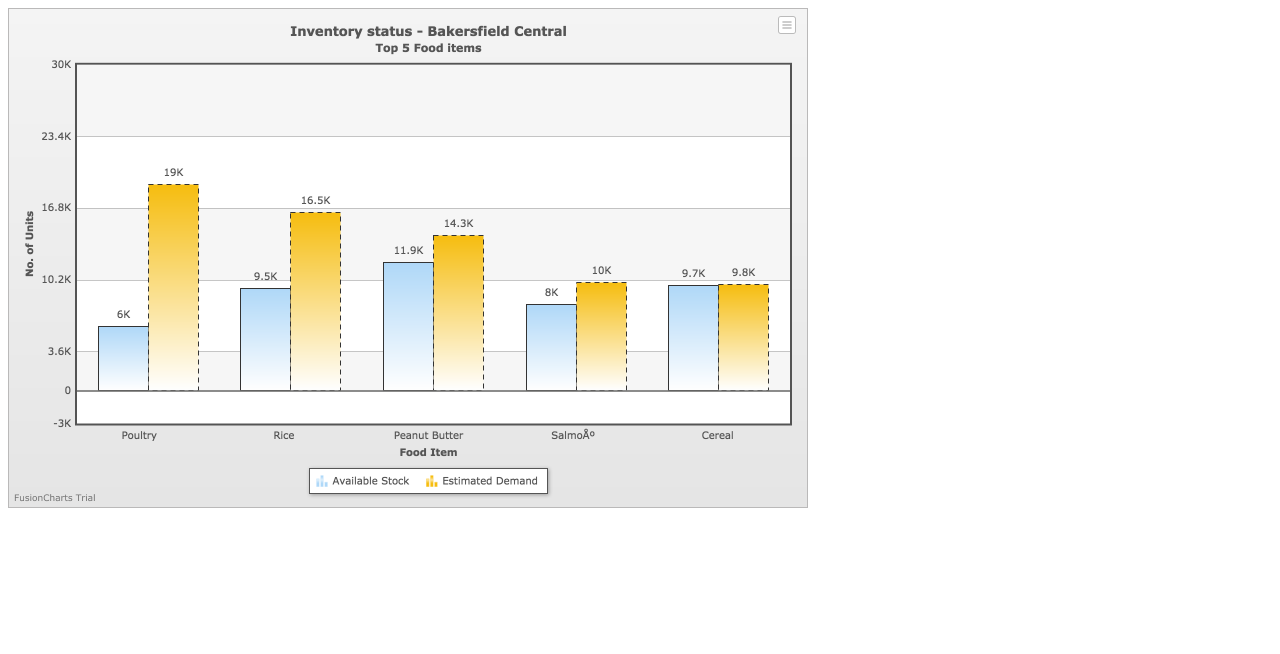 Inventory status - Bakersfield Central
Top 5 Food items
30K
23.4K
16.8K
10.2K
3.6K
0
-3K
No. of Units
6K
19K
9.5K
16.5K
11.9K
14.3K
8K
10K
9.7K
9.8K
Poultry
Rice
Peanut Butter
SalmoÅº
Cereal
Food Item
Available Stock
Estimated Demand
FusionCharts Trial